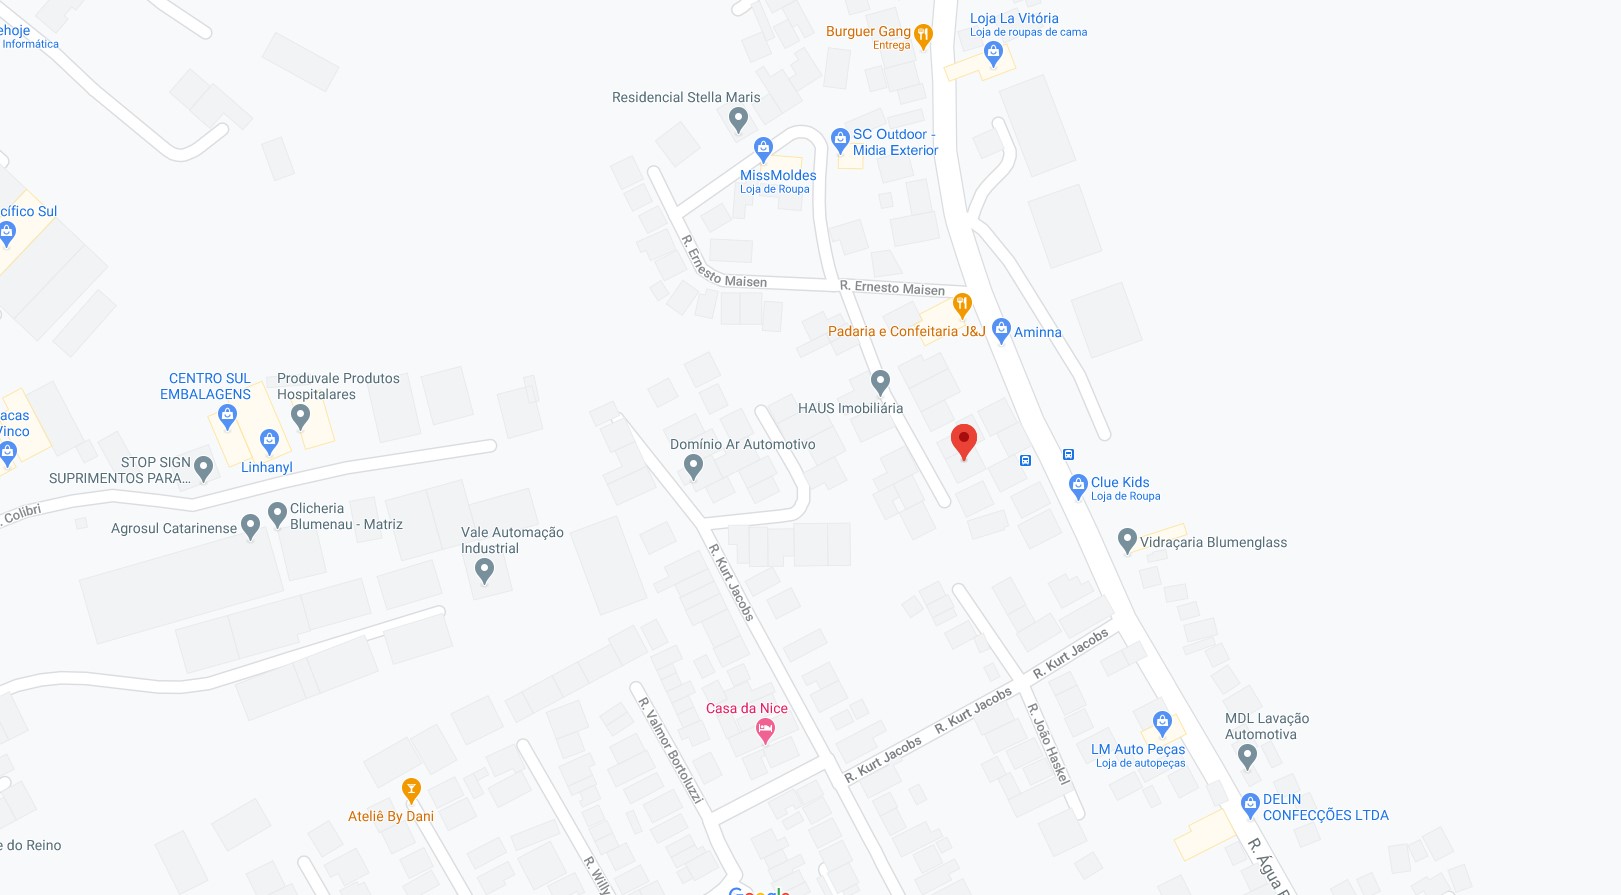 ehoje
Informática
Burguer Gang
Entrega
Loja La Vitória
Loja de roupas de cama
Residencial Stella Maris
SC Outdoor -
Midia Exterior
MissMoldes
Loja de Roupa
cífico Sul
R. Ernesto Maisen
R. Ernesto Maisen
Padaria e Confeitaria J&J
Aminna
CENTRO SUL
EMBALAGENS
Produvale Produtos
Hospitalares
HAUS Imobiliária
acas
Vinco
Domínio Ar Automotivo
STOP SIGN
SUPRIMENTOS PARA...
Linhanyl
Clue Kids
Loja de Roupa
. Colibri
Agrosul Catarinense
Clicheria
Blumenau - Matriz
Vale Automação
Industrial
Vidraçaria Blumenglass
R. Kurt Jacobs
R. Kurt Jacobs
R. Kurt Jacobs
R. Kurt Jacobs
R. Valmor Bortoluzzi
Casa da Nice
R. João Haskel
MDL Lavação
Automotiva
LM Auto Peças
Loja de autopeças
Ateliê By Dani
DELIN
CONFECÇÕES LTDA
e do Reino
R. Willy
R. Água
Google